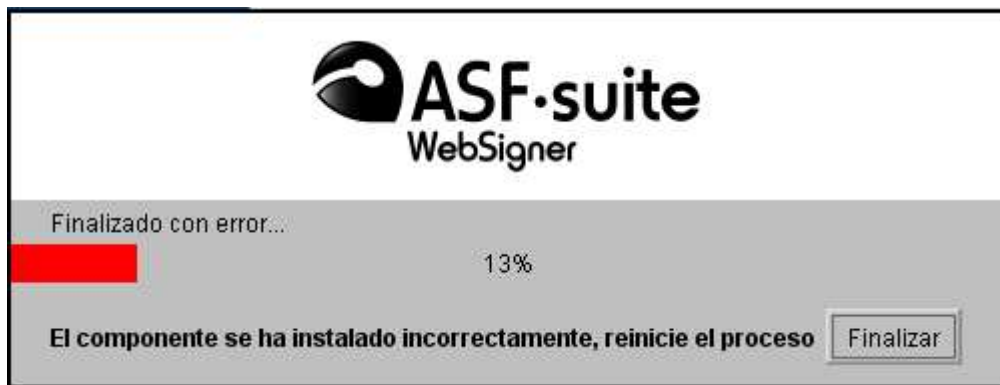 ASF·suite
WebSigner
Finalizado con error...
13%
El componente se ha instalado incorrectamente, reinicie el proceso Finalizar